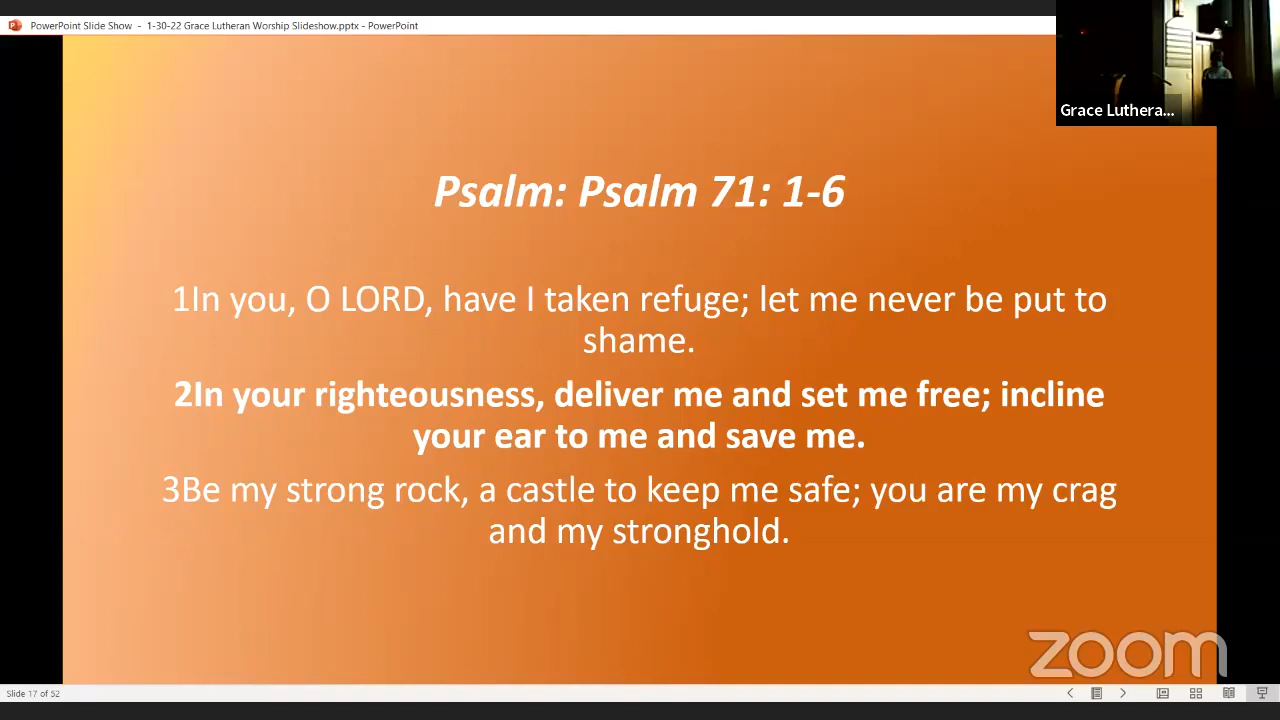 PowerPoint Slide Show - 1-30-22 Grace Lutheran Worship Slideshow.pptx - PowerPoint
Grace Luthera...
Psalm: Psalm 71: 1-6
1In you, O LORD, have I taken refuge; let me never be put to
shame.
2In your righteousness, deliver me and set me free; incline
your ear to me and save me.
3Be my strong rock, a castle to keep me safe; you are my crag
and my stronghold.
zoom
Slide 17 of 52